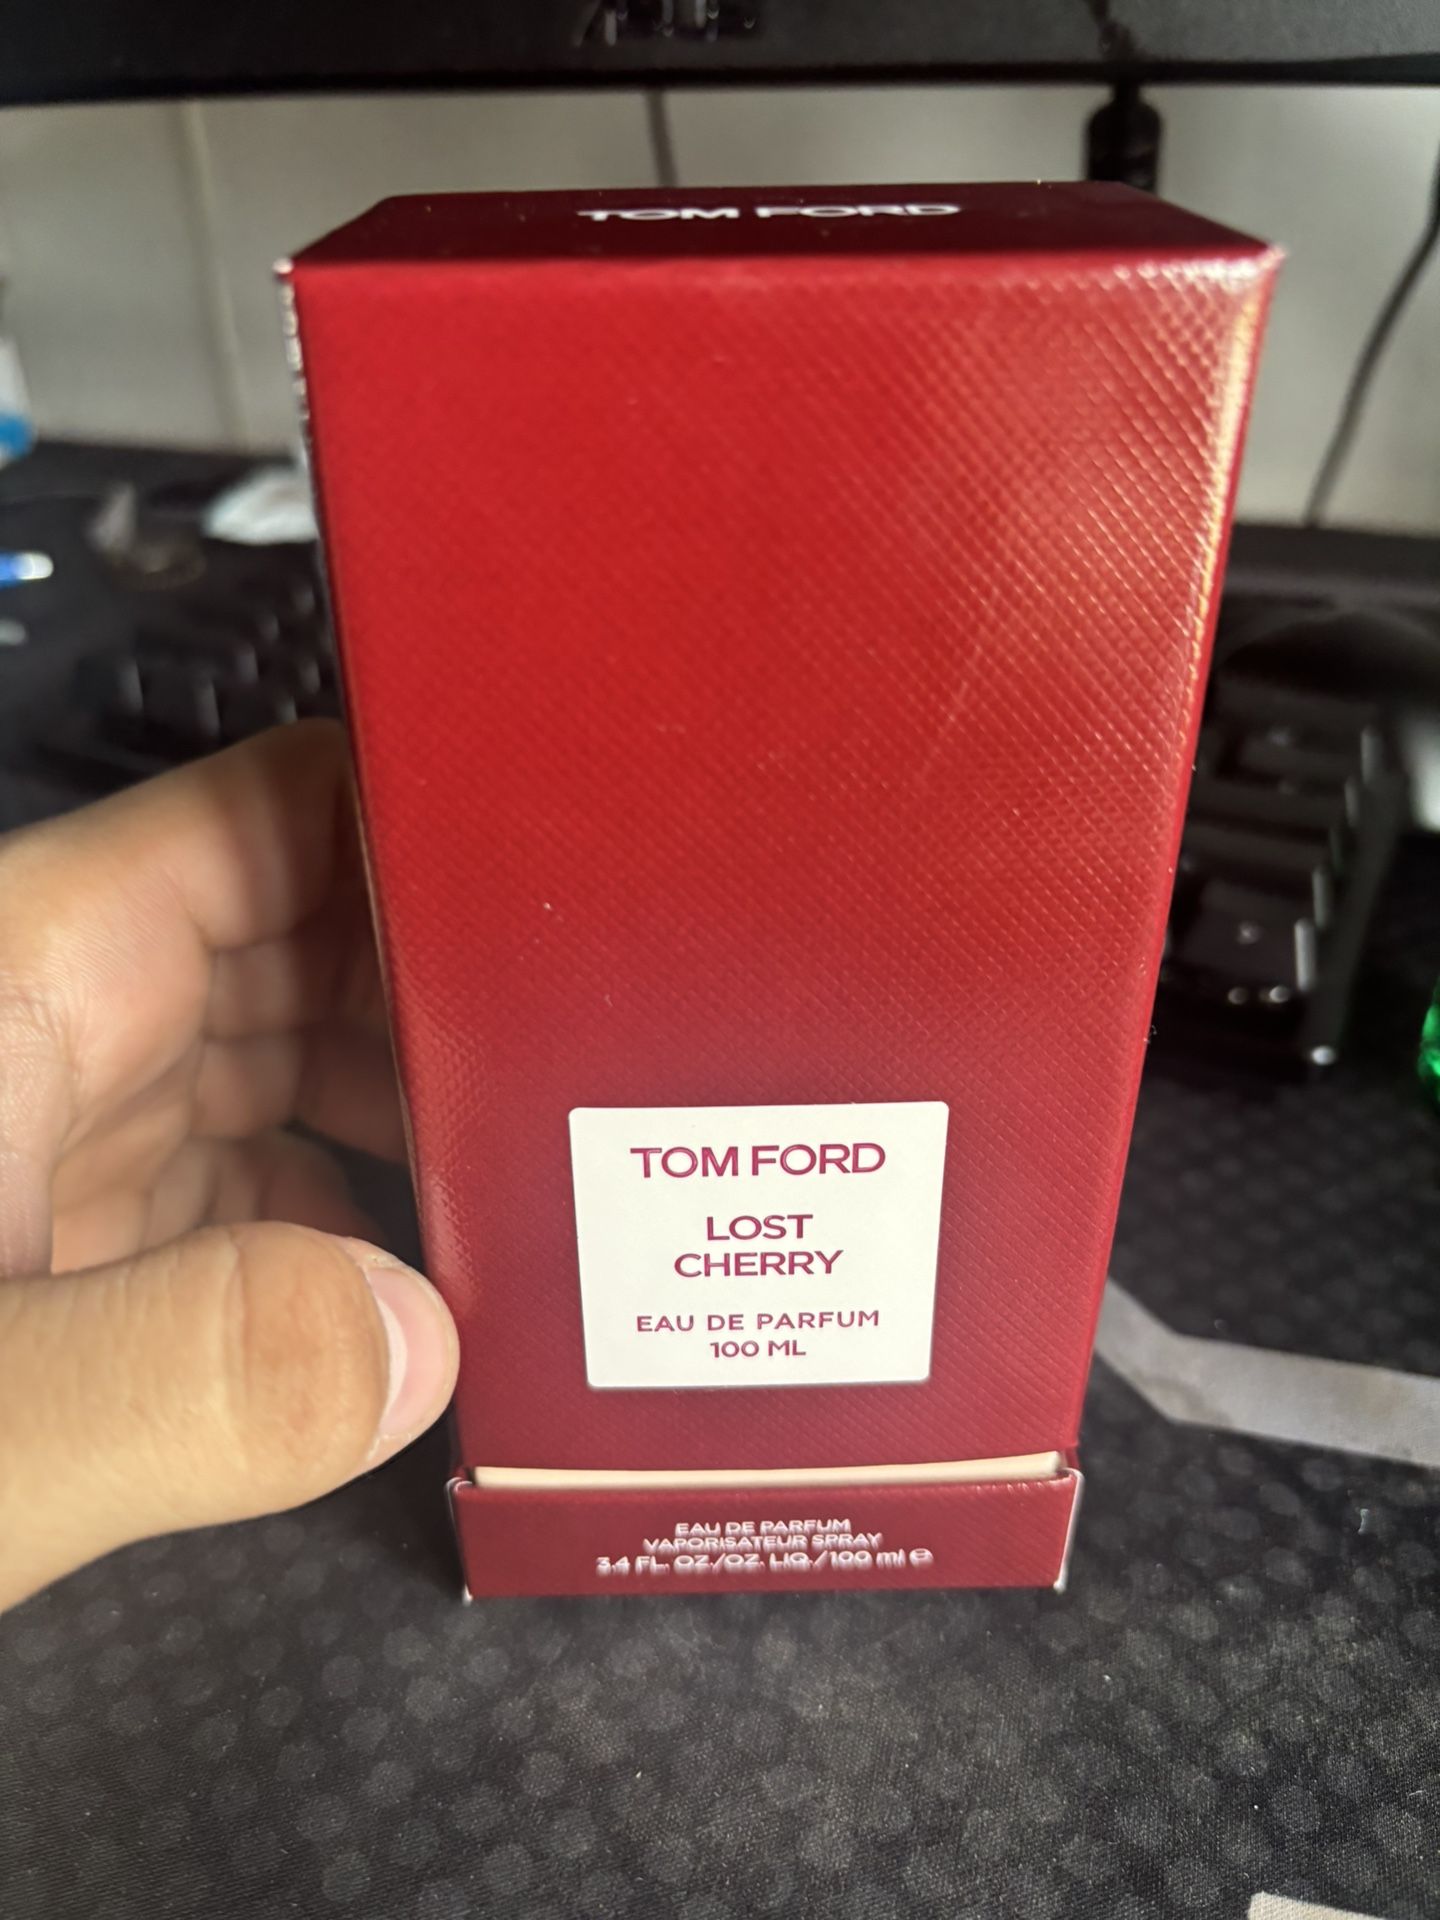 TOM FORD
TOM FORD
LOST
CHERRY
EAU DE PARFUM
100 ML
EAU DE PARFUM
VAPORISATEUR SPRAY
3.4 FL. OZ./OZ. LIQ./100 ml ℮